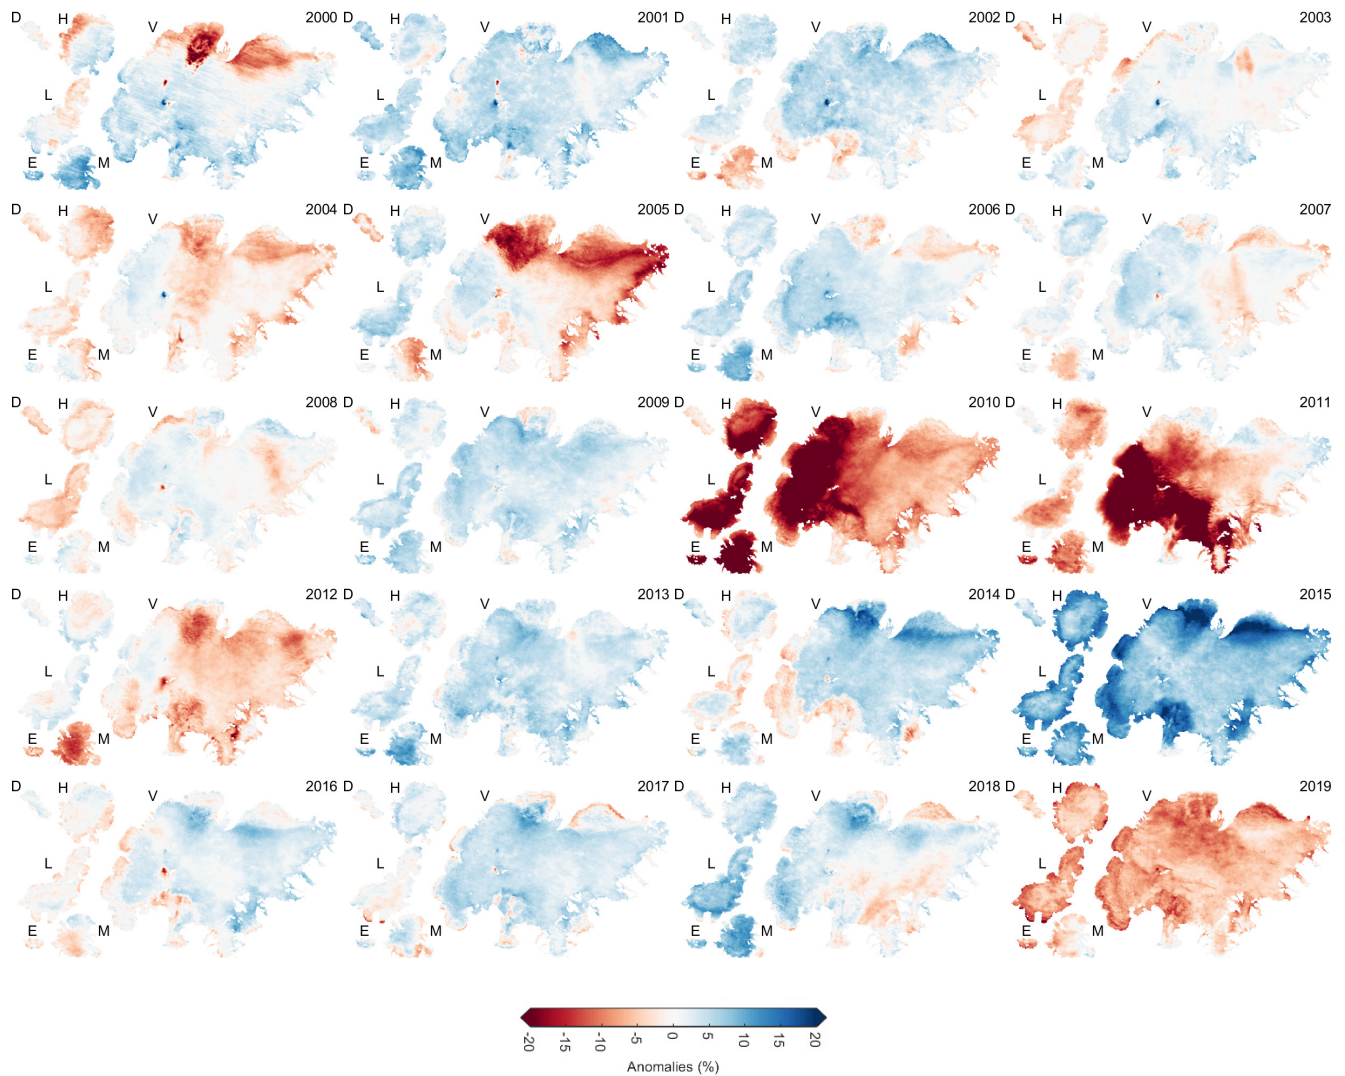 D H V 2000 D H V 2001 D H V 2002 D H V 2003
L L L L
E M E M E M E M
D H V 2004 D H V 2005 D H V 2006 D H V 2007
L L L L
E M E M E M E M
D H V 2008 D H V 2009 D H V 2010 D H V 2011
L L L L
E M E M E M E M
D H V 2012 D H V 2013 D H V 2014 D H V 2015
L L L L
E M E M E M E M
D H V 2016 D H V 2017 D H V 2018 D H V 2019
L L L L
E M E M E M E M
-20 -15 -10 -5 0 5 10 15 20
Anomalies (%)